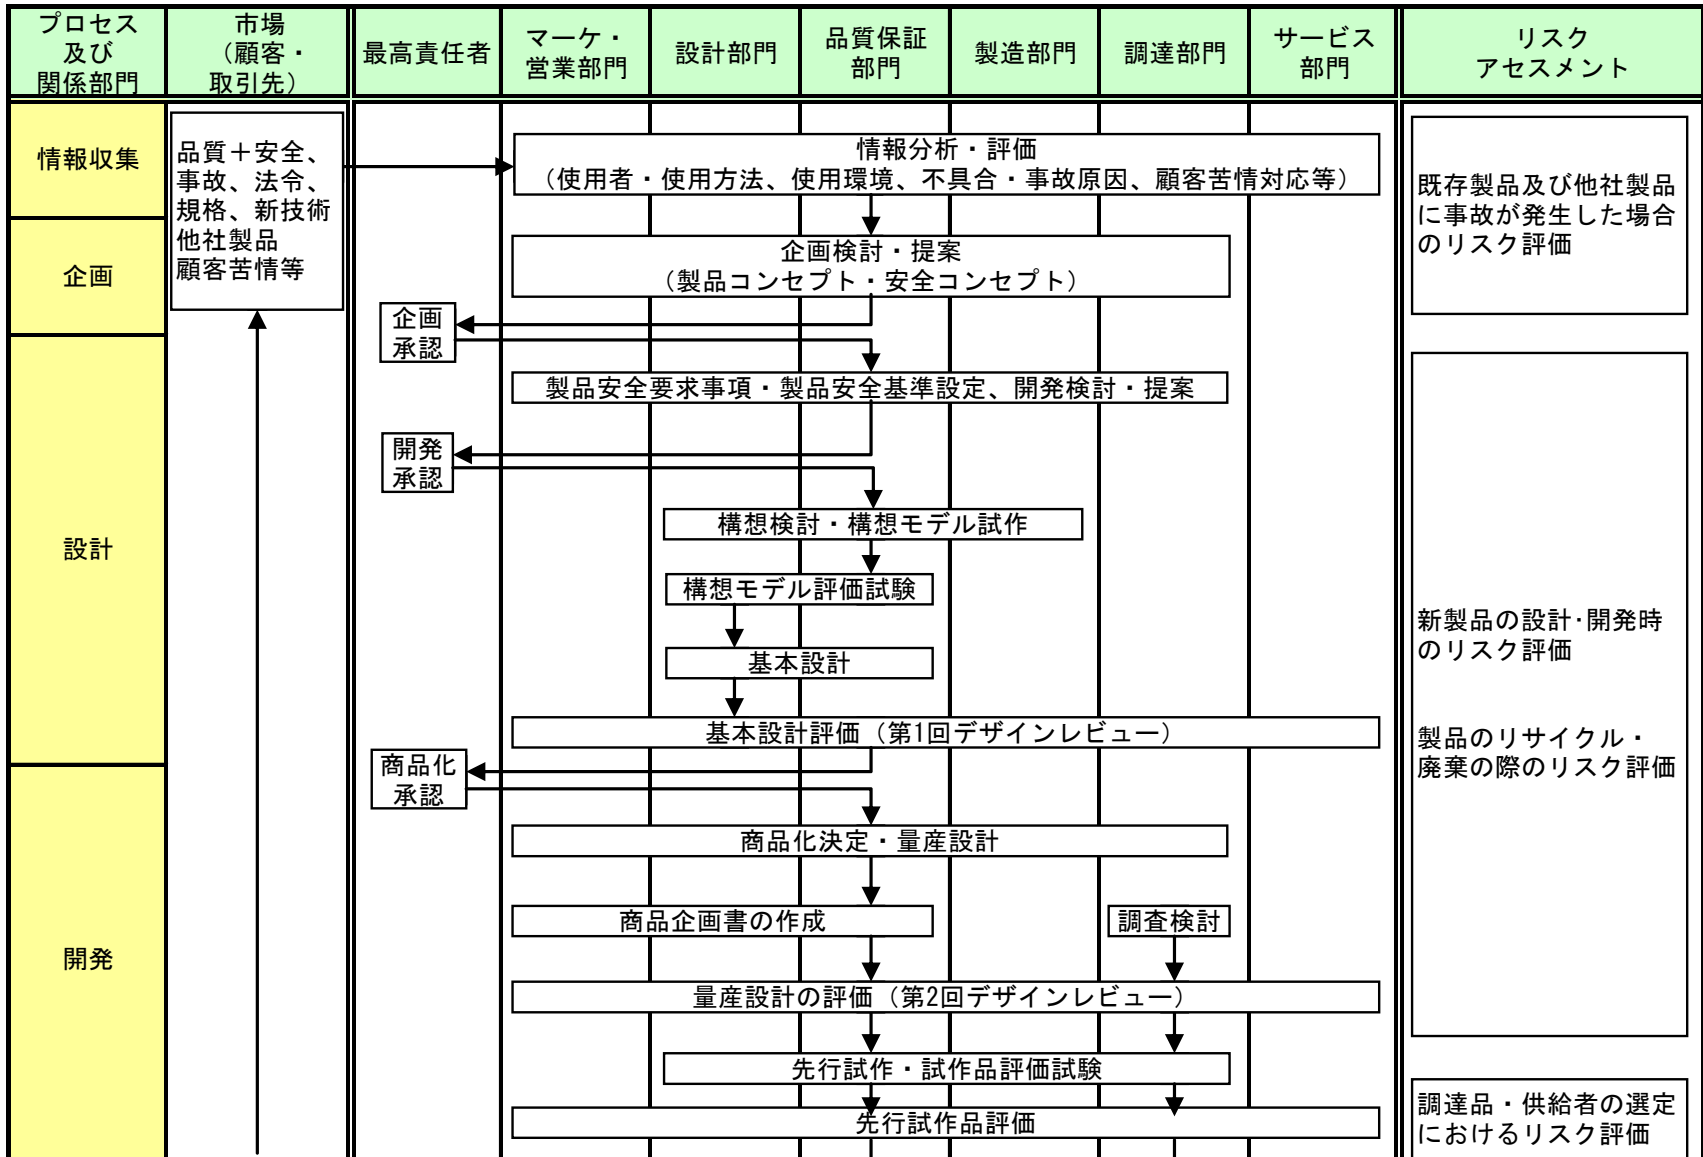 プロセス
及び
関係部門
市場
（顧客・
取引先）
最高責任者
マーケ・
営業部門
設計部門
品質保証
部門
製造部門
調達部門
サービス
部門
リスク
アセスメント
情報収集
品質＋安全、
事故、法令、
規格、新技術
他社製品
顧客苦情等
情報分析・評価
（使用者・使用方法、使用環境、不具合・事故原因、顧客苦情対応等）
既存製品及び他社製品
に事故が発生した場合
のリスク評価
企画
企画検討・提案
（製品コンセプト・安全コンセプト）
企画
承認
設計
製品安全要求事項・製品安全基準設定、開発検討・提案
開発
承認
構想検討・構想モデル試作
構想モデル評価試験
基本設計
基本設計評価（第1回デザインレビュー）
新製品の設計･開発時
のリスク評価
製品のリサイクル・
廃棄の際のリスク評価
商品化
承認
開発
商品化決定・量産設計
商品企画書の作成
調査検討
量産設計の評価（第2回デザインレビュー）
先行試作・試作品評価試験
先行試作品評価
調達品・供給者の選定
におけるリスク評価